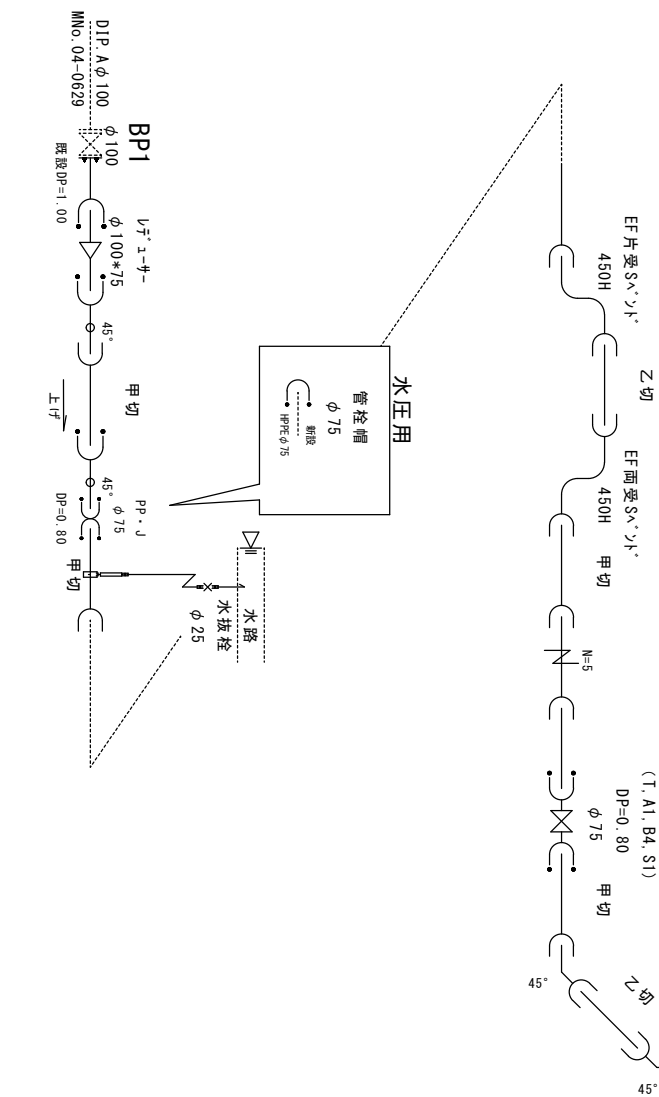 DIP.Aφ100
MNo.04-0629
BP1
φ100
既設DP=1.00
レデューサー
φ100*75
45°
甲切
上げ
45°
PP・J
φ75
DP=0.80
甲切
水抜栓
φ25
水路
水圧用
管栓帽
φ75
新設
HPPEφ75
EF片受Sベンド
450H
乙切
EF両受Sベンド
450H
甲切
N=5
(T,A1,B4,S1)
DP=0.80
φ75
甲切
45°
乙切
45°